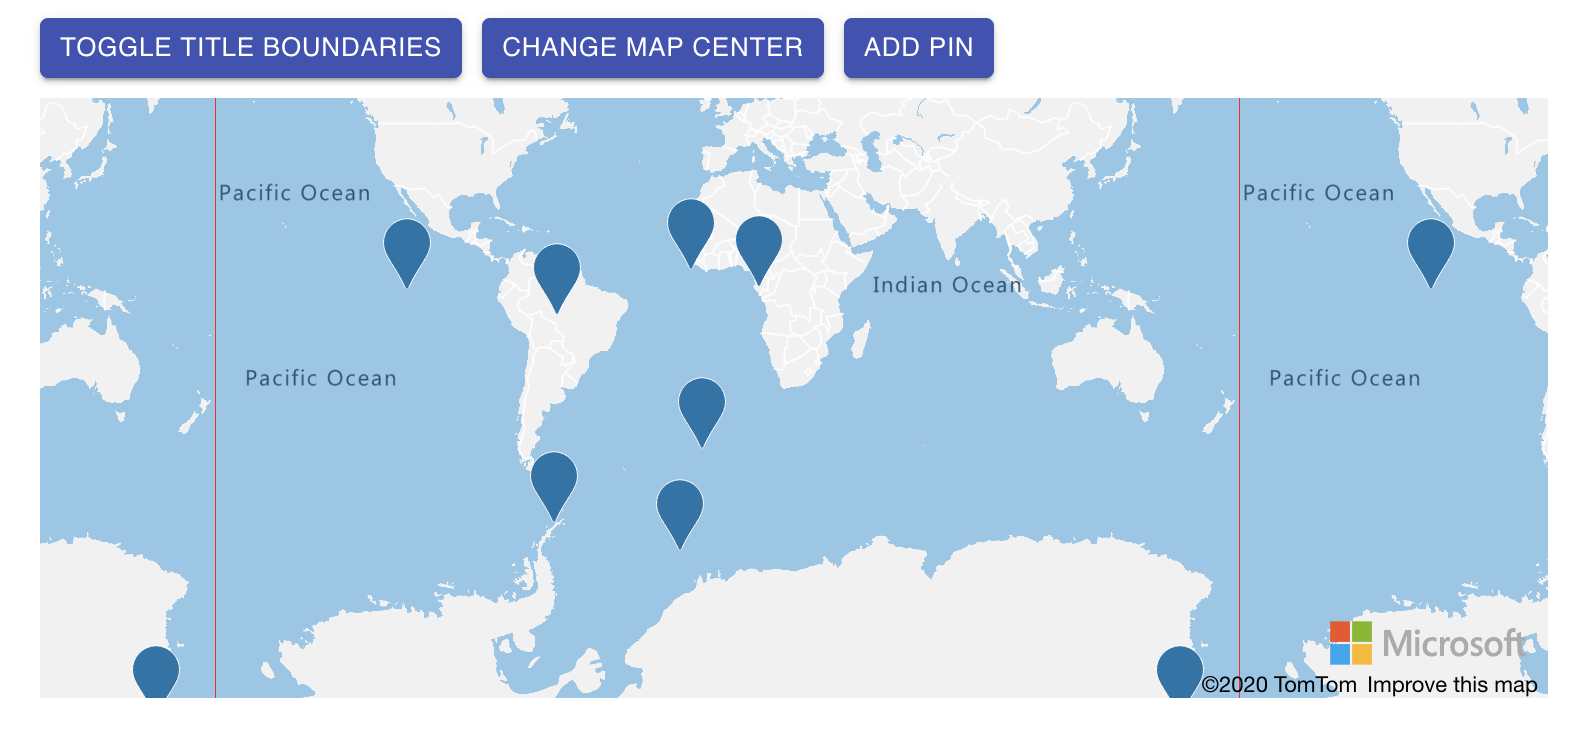 TOGGLE TITLE BOUNDARIES CHANGE MAP CENTER ADD PIN
Pacific Ocean Pacific Ocean
Indian Ocean
Pacific Ocean Pacific Ocean
Microsoft
©2020 TomTom Improve this map